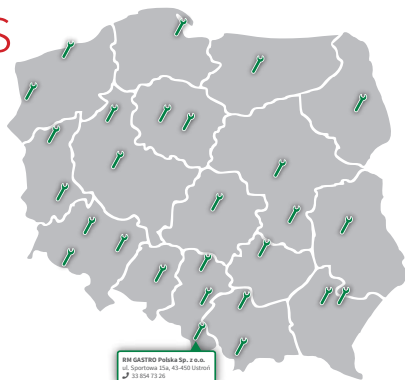 S
RM GASTRO Polska Sp. z o.o.
ul. Sportowa 15a, 43-450 Ustroń
33 854 73 26